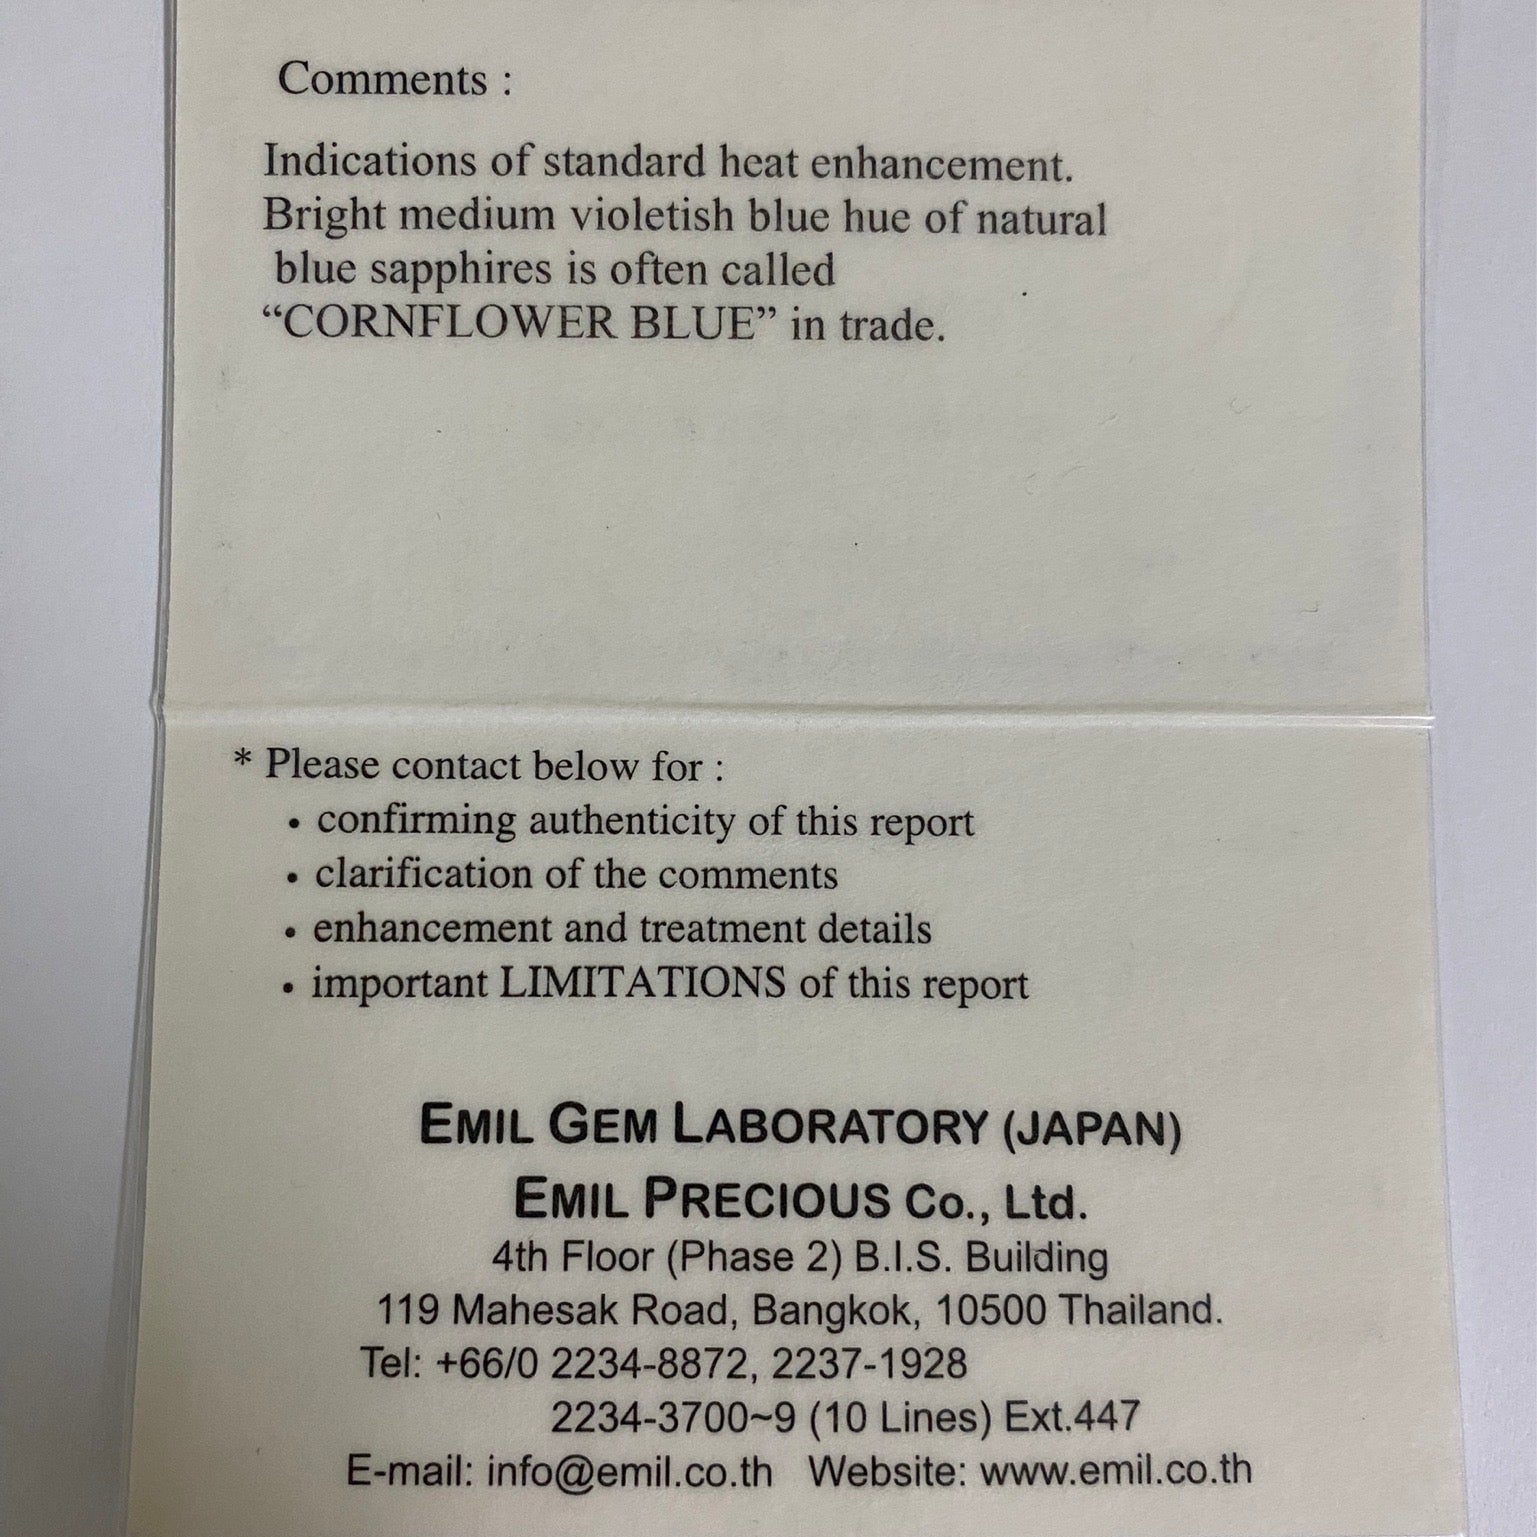 Comments :
Indications of standard heat enhancement.
Bright medium violetish blue hue of natural
blue sapphires is often called
“CORNFLOWER BLUE” in trade.
* Please contact below for :
• confirming authenticity of this report
• clarification of the comments
• enhancement and treatment details
• important LIMITATIONS of this report
EMIL GEM LABORATORY (JAPAN)
EMIL PRECIOUS Co., Ltd.
4th Floor (Phase 2) B.I.S. Building
119 Mahesak Road, Bangkok, 10500 Thailand.
Tel: +66/0 2234-8872, 2237-1928
2234-3700~9 (10 Lines) Ext.447
E-mail: info@emil.co.th Website: www.emil.co.th